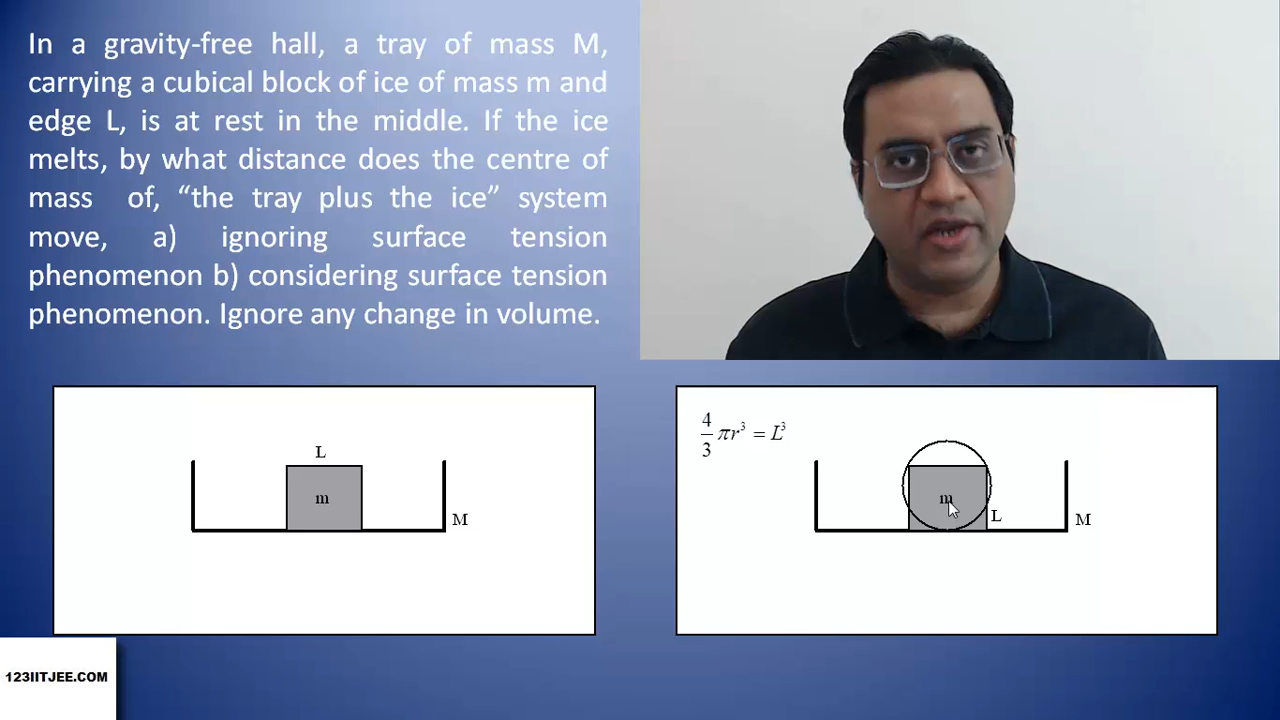 In a gravity-free hall, a tray of mass M,
carrying a cubical block of ice of mass m and
edge L, is at rest in the middle. If the ice
melts, by what distance does the centre of
mass of, “the tray plus the ice” system
move, a) ignoring surface tension
phenomenon b) considering surface tension
phenomenon. Ignore any change in volume.
L
m
M
4/3 πr³ = L³
m
L
M
123IITJEE.COM